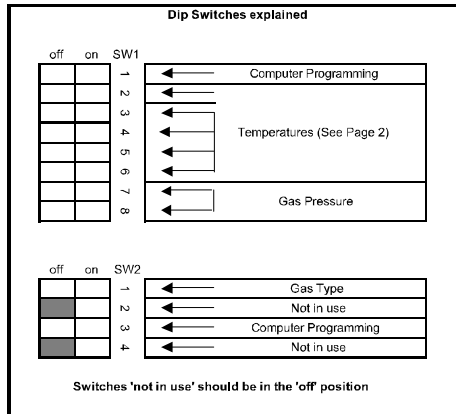 Dip Switches explained
off on SW1
1 Computer Programming
2
3
4 Temperatures (See Page 2)
5
6
7
8 Gas Pressure
off on SW2
1 Gas Type
2 Not in use
3 Computer Programming
4 Not in use
Switches 'not in use' should be in the 'off' position